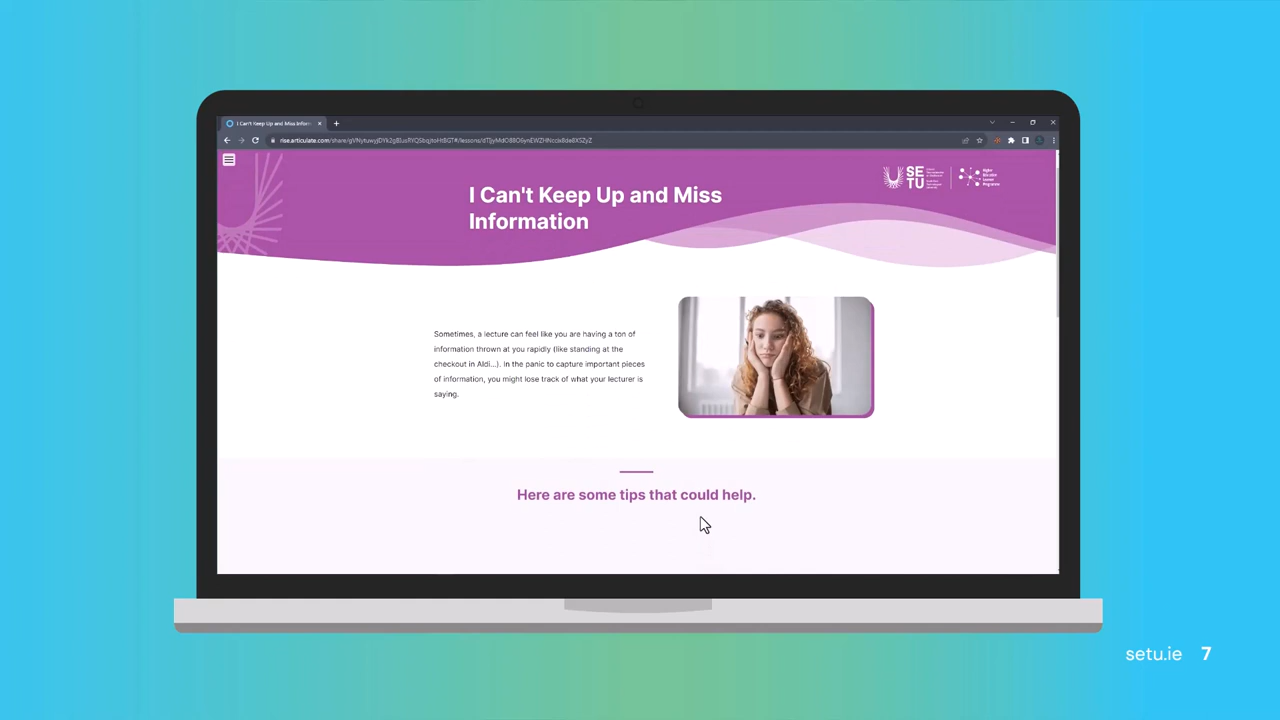 I Can't Keep Up and Miss Inform
I Can't Keep Up and Miss
Information
SE
TU
Sometimes, a lecture can feel like you are having a ton of
information thrown at you rapidly (like standing at the
checkout in Aldi...). In the panic to capture important pieces
of information, you might lose track of what your lecturer is
saying.
Here are some tips that could help.
setu.ie 7